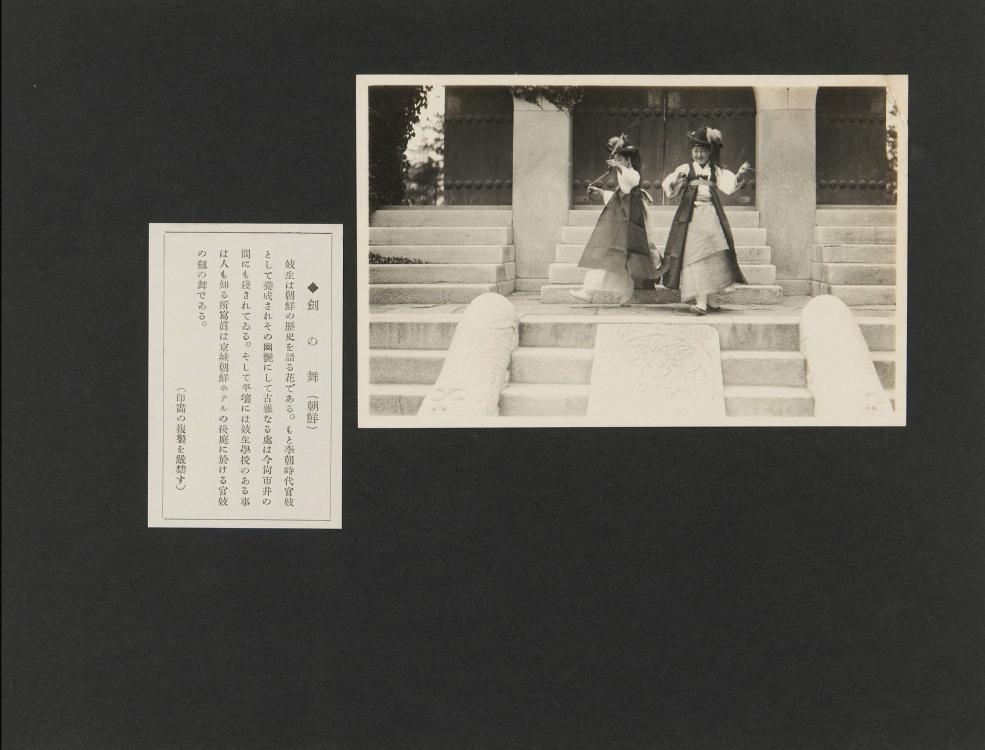 ◆劍の舞(朝鮮)
妓生は朝鮮の歷史を語る花である。もと李朝時代官妓
として養成されその幽艶にして古雅なる處は今尙市井の
間にも殘されてゐる。そして平壤には妓生學校のある事
は人も知る所寫眞は京城朝鮮ホテルの後庭に於ける官妓
の劔の舞である。
(印畵の複製を嚴禁す)